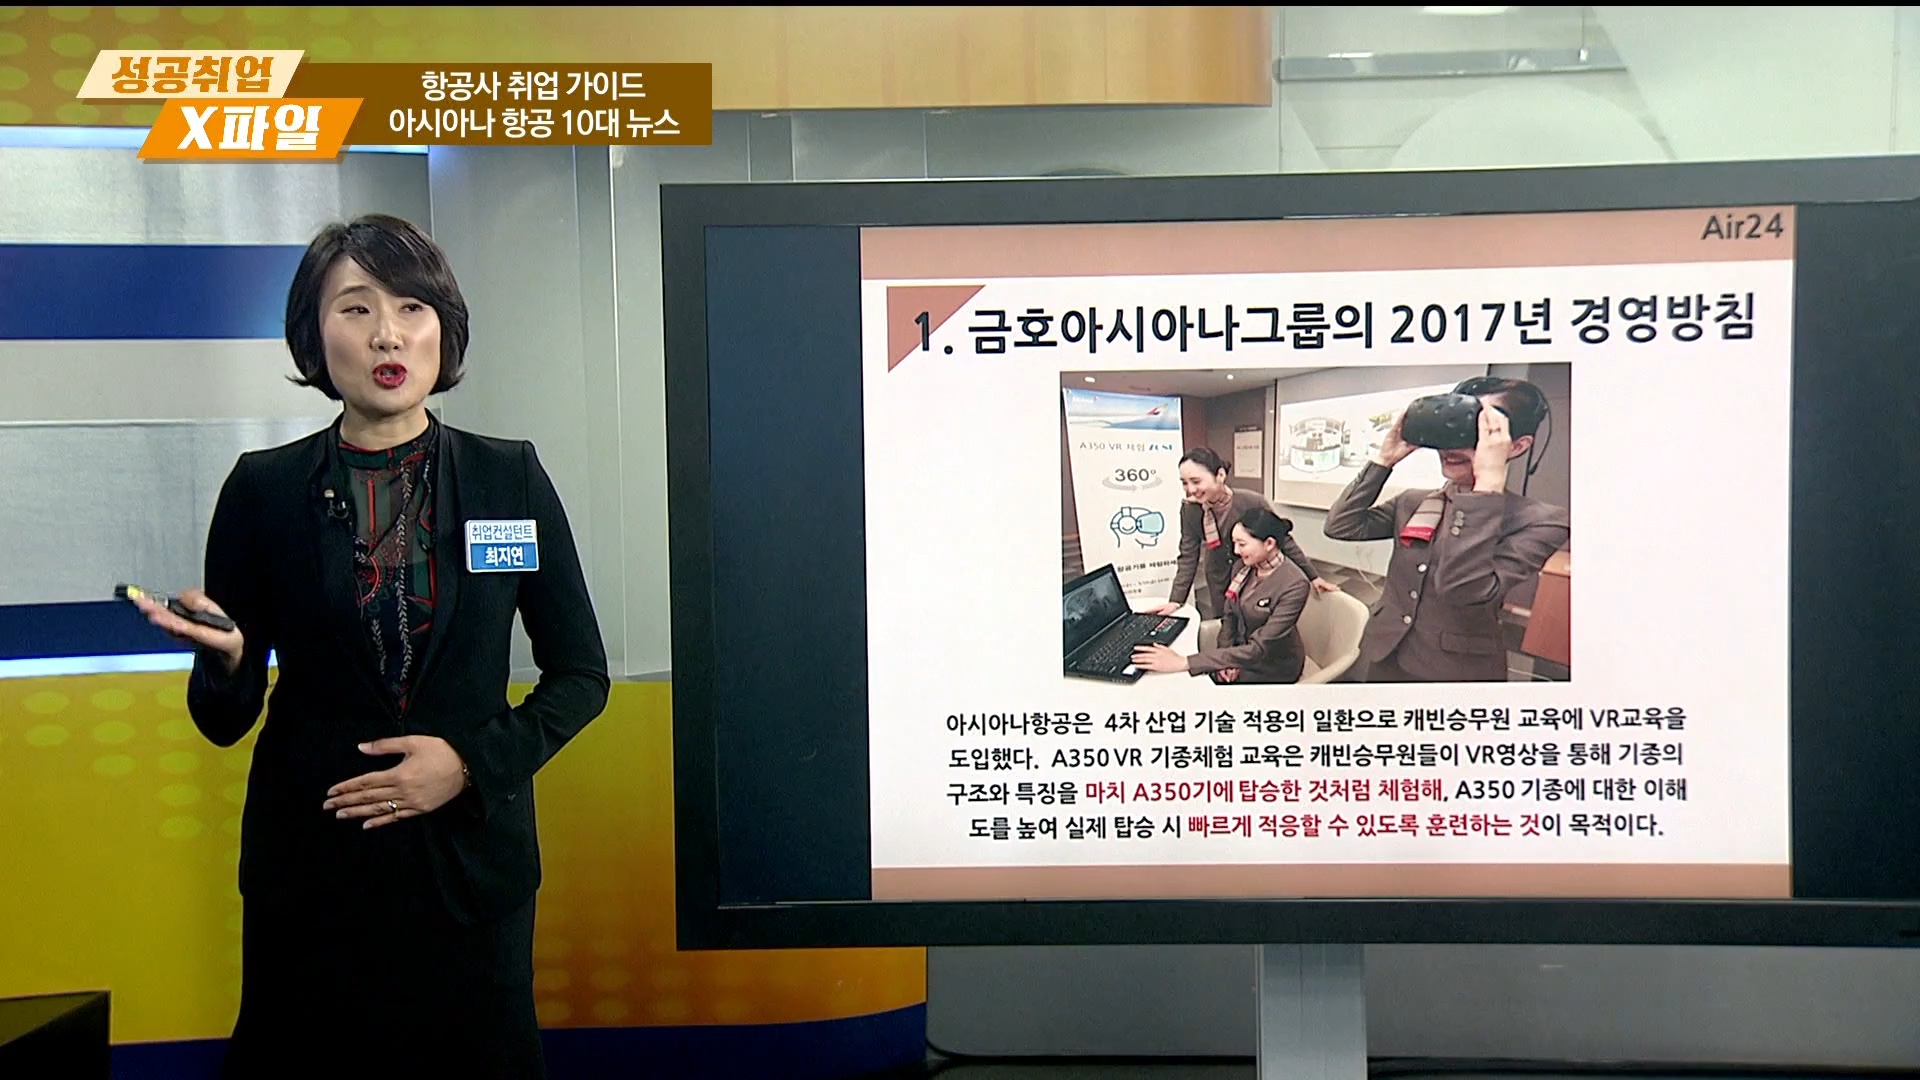 성공취업
X파일
항공사 취업 가이드
아시아나 항공 10대 뉴스
취업컨설턴트
최지연
Air24
1. 금호아시아나그룹의 2017년 경영방침
A350 VR 체험 ZONE
360°
아시아나항공은 4차 산업 기술 적용의 일환으로 캐빈승무원 교육에 VR교육을
도입했다. A350 VR 기종체험 교육은 캐빈승무원들이 VR영상을 통해 기종의
구조와 특징을 마치 A350기에 탑승한 것처럼 체험해, A350 기종에 대한 이해
도를 높여 실제 탑승 시 빠르게 적응할 수 있도록 훈련하는 것이 목적이다.